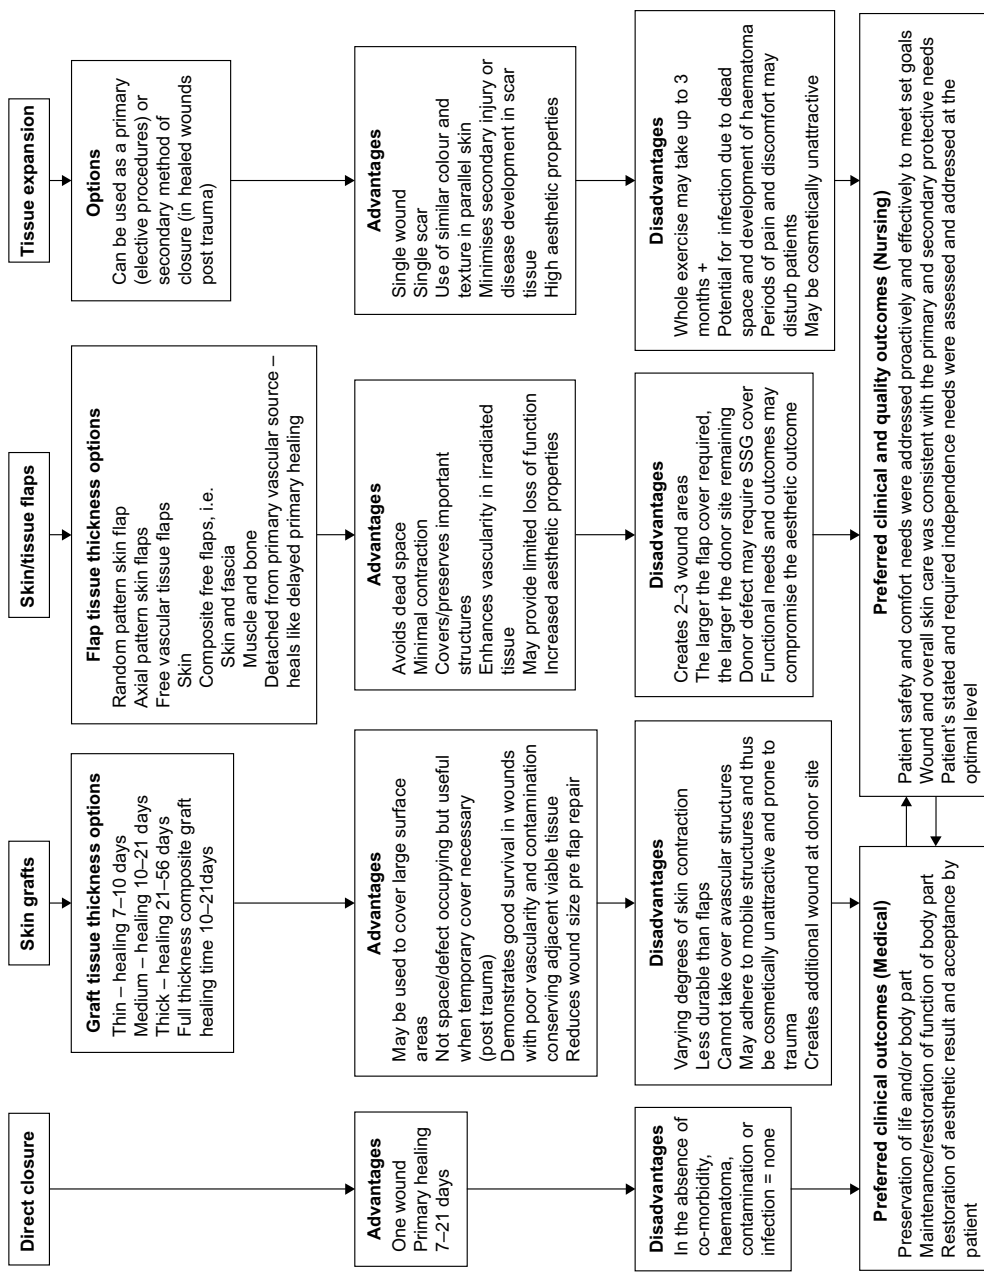 Direct closure
Advantages
One wound
Primary healing
7–21 days
Disadvantages
In the absence of
co-morbidity,
haematoma,
contamination or
infection = none
Skin grafts
Graft tissue thickness options
Thin – healing 7–10 days
Medium – healing 10–21 days
Thick – healing 21–56 days
Full thickness composite graft
healing time 10–21days
Advantages
May be used to cover large surface
areas
Not space/defect occupying but useful
when temporary cover necessary
(post trauma)
Demonstrates good survival in wounds
with poor vascularity and contamination
conserving adjacent viable tissue
Reduces wound size pre flap repair
Disadvantages
Varying degrees of skin contraction
Less durable than flaps
Cannot take over avascular structures
May adhere to mobile structures and thus
be cosmetically unattractive and prone to
trauma
Creates additional wound at donor site
Skin/tissue flaps
Flap tissue thickness options
Random pattern skin flap
Axial pattern skin flaps
Free vascular tissue flaps
Skin
Composite free flaps, i.e.
Skin and fascia
Muscle and bone
Detached from primary vascular source –
heals like delayed primary healing
Advantages
Avoids dead space
Minimal contraction
Covers/preserves important
structures
Enhances vascularity in irradiated
tissue
May provide limited loss of function
Increased aesthetic properties
Disadvantages
Creates 2–3 wound areas
The larger the flap cover required,
the larger the donor site remaining
Donor defect may require SSG cover
Functional needs and outcomes may
compromise the aesthetic outcome
Tissue expansion
Options
Can be used as a primary
(elective procedures) or
secondary method of
closure (in healed wounds
post trauma)
Advantages
Single wound
Single scar
Use of similar colour and
texture in parallel skin
Minimises secondary injury or
disease development in scar
tissue
High aesthetic properties
Disadvantages
Whole exercise may take up to 3
months +
Potential for infection due to dead
space and development of haematoma
Periods of pain and discomfort may
disturb patients
May be cosmetically unattractive
Preferred clinical outcomes (Medical)
Preservation of life and/or body part
Maintenance/restoration of function of body part
Restoration of aesthetic result and acceptance by
patient
Preferred clinical and quality outcomes (Nursing)
Patient safety and comfort needs were addressed proactively and effectively to meet set goals
Wound and overall skin care was consistent with the primary and secondary protective needs
Patient's stated and required independence needs were assessed and addressed at the
optimal level